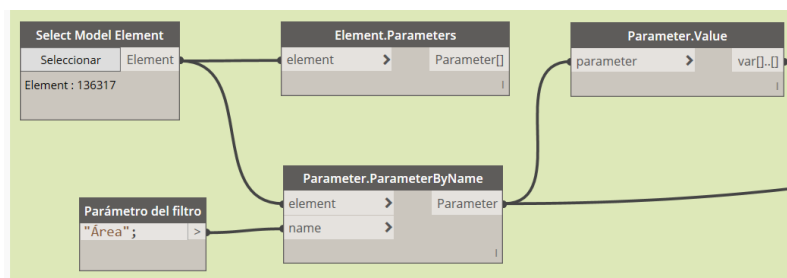 Select Model Element
Seleccionar Element
Element : 136317
Element.Parameters
element > Parameter[]
l
Parameter.Value
parameter > var[]..[]
l
Parámetro del filtro
"Área"; >
Parameter.ParameterByName
element > Parameter
name >
l